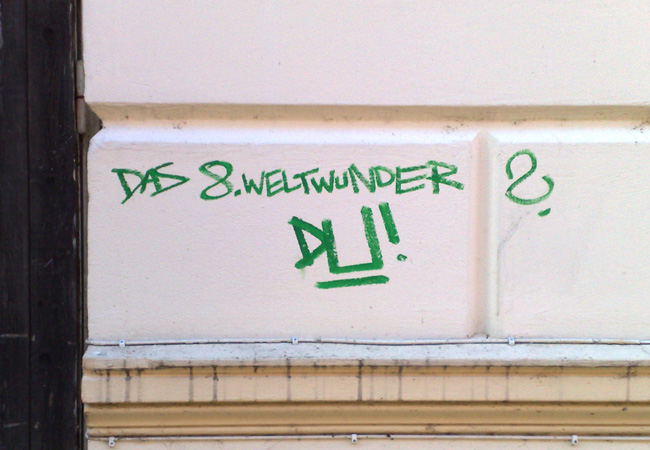 DAS 8. WELTWUNDER ?
DU!